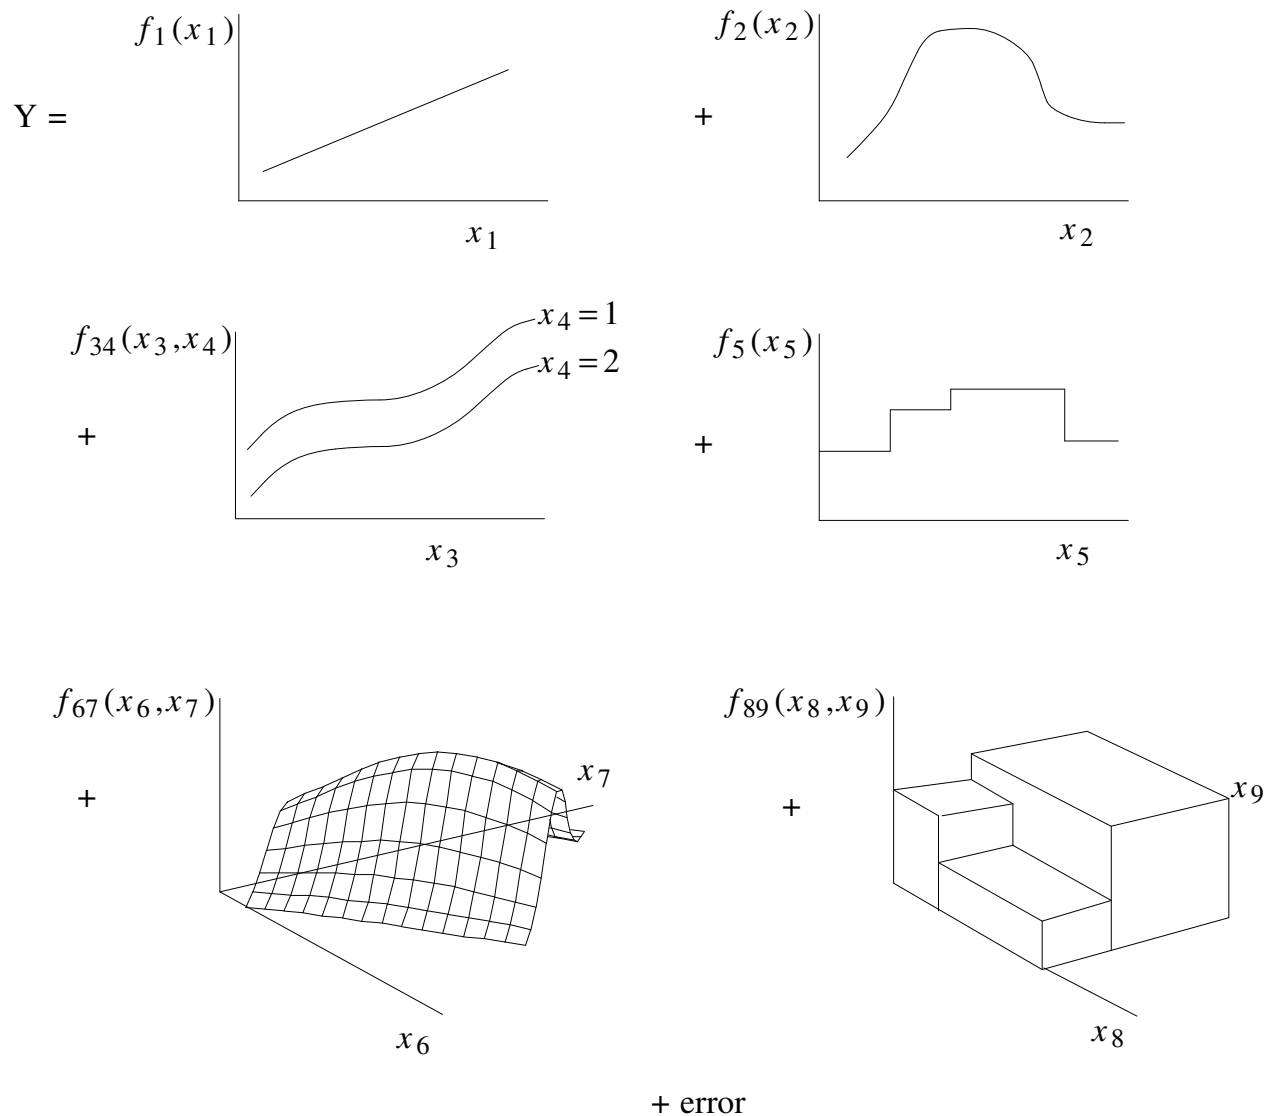 f1(x1)
f2(x2)
Y =
+
x1
x2
x4 = 1
f34(x3,x4)
x4 = 2
f5(x5)
+
+
x3
x5
f67(x6,x7)
f89(x8,x9)
x7
x9
+
+
x6
x8
+ error